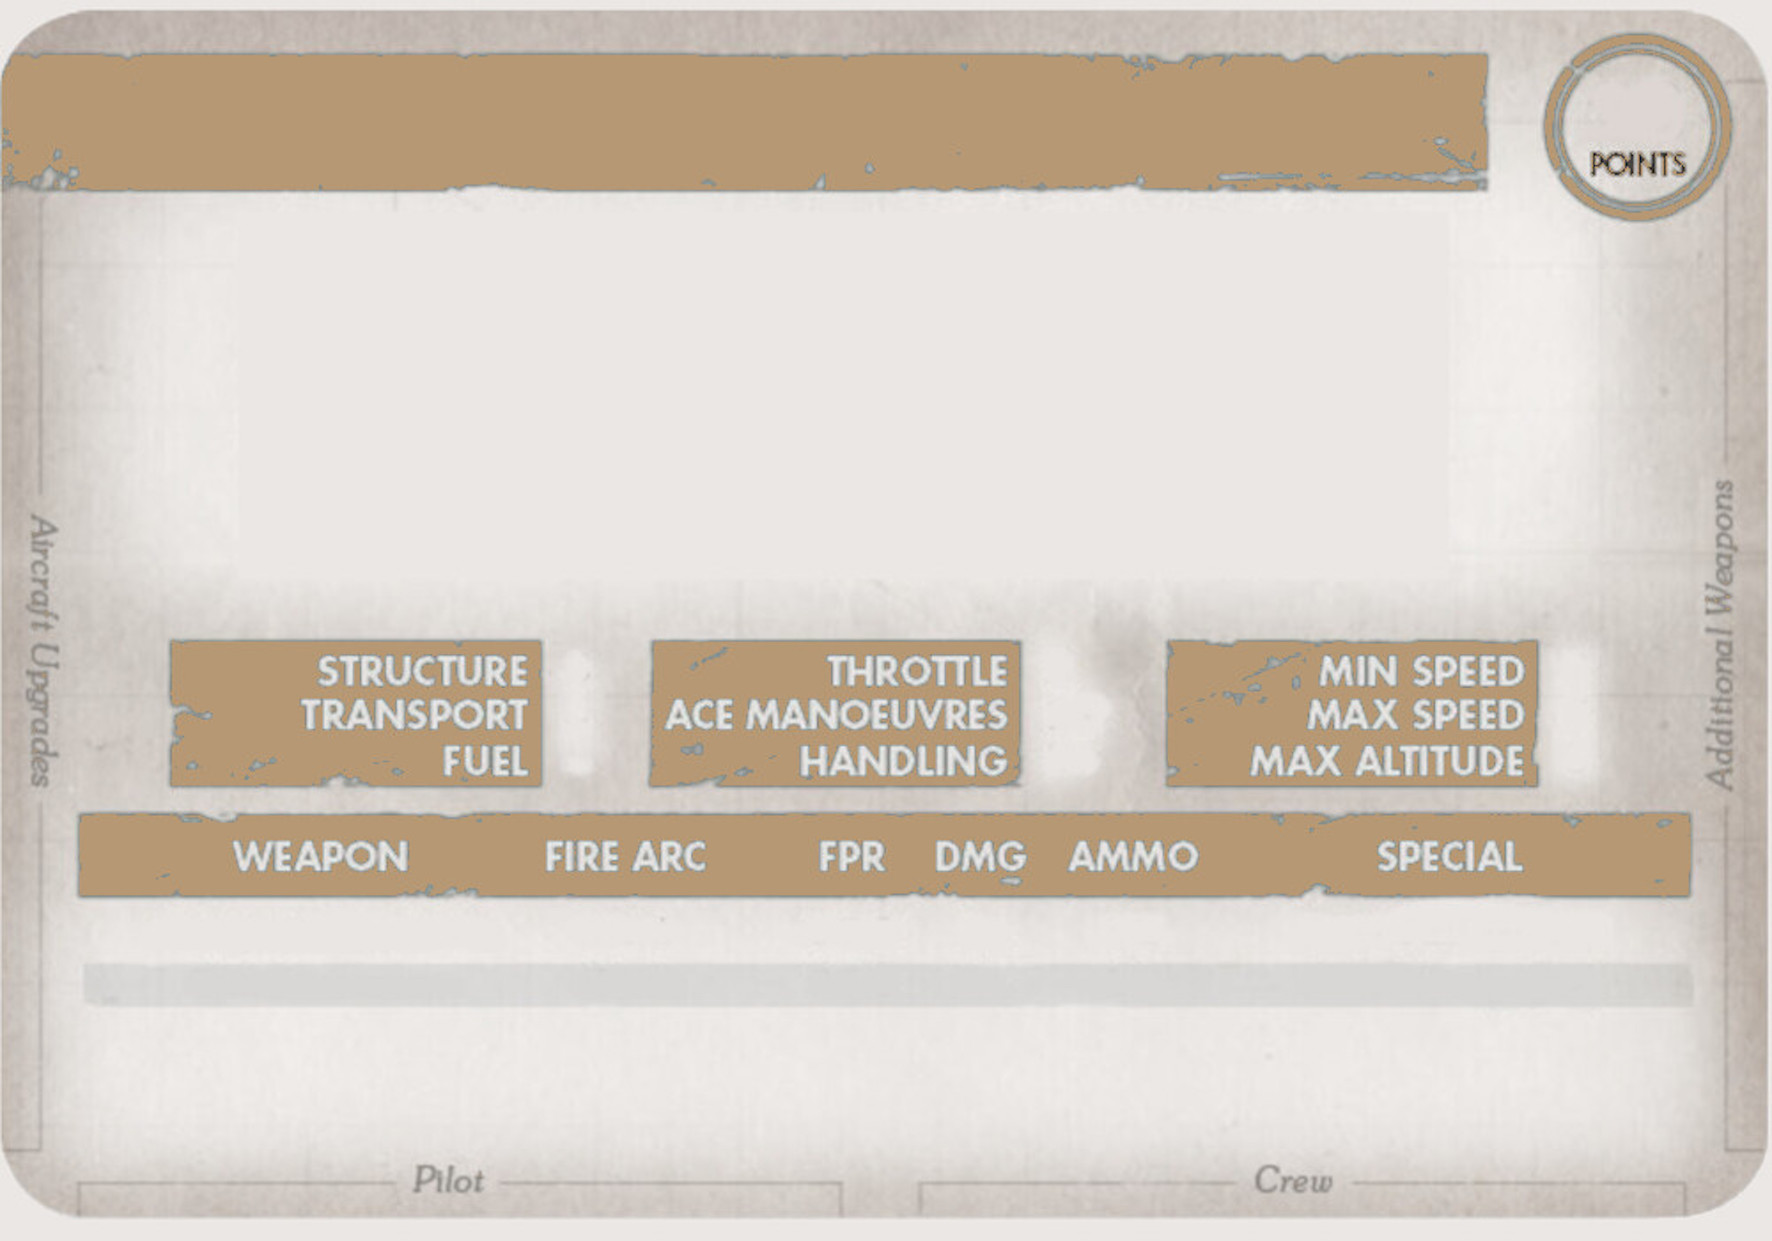 POINTS
Aircraft Upgrades
Additional Weapons
STRUCTURE
TRANSPORT
FUEL
THROTTLE
ACE MANOEUVRES
HANDLING
MIN SPEED
MAX SPEED
MAX ALTITUDE
WEAPON FIRE ARC FPR DMG AMMO SPECIAL
Pilot
Crew